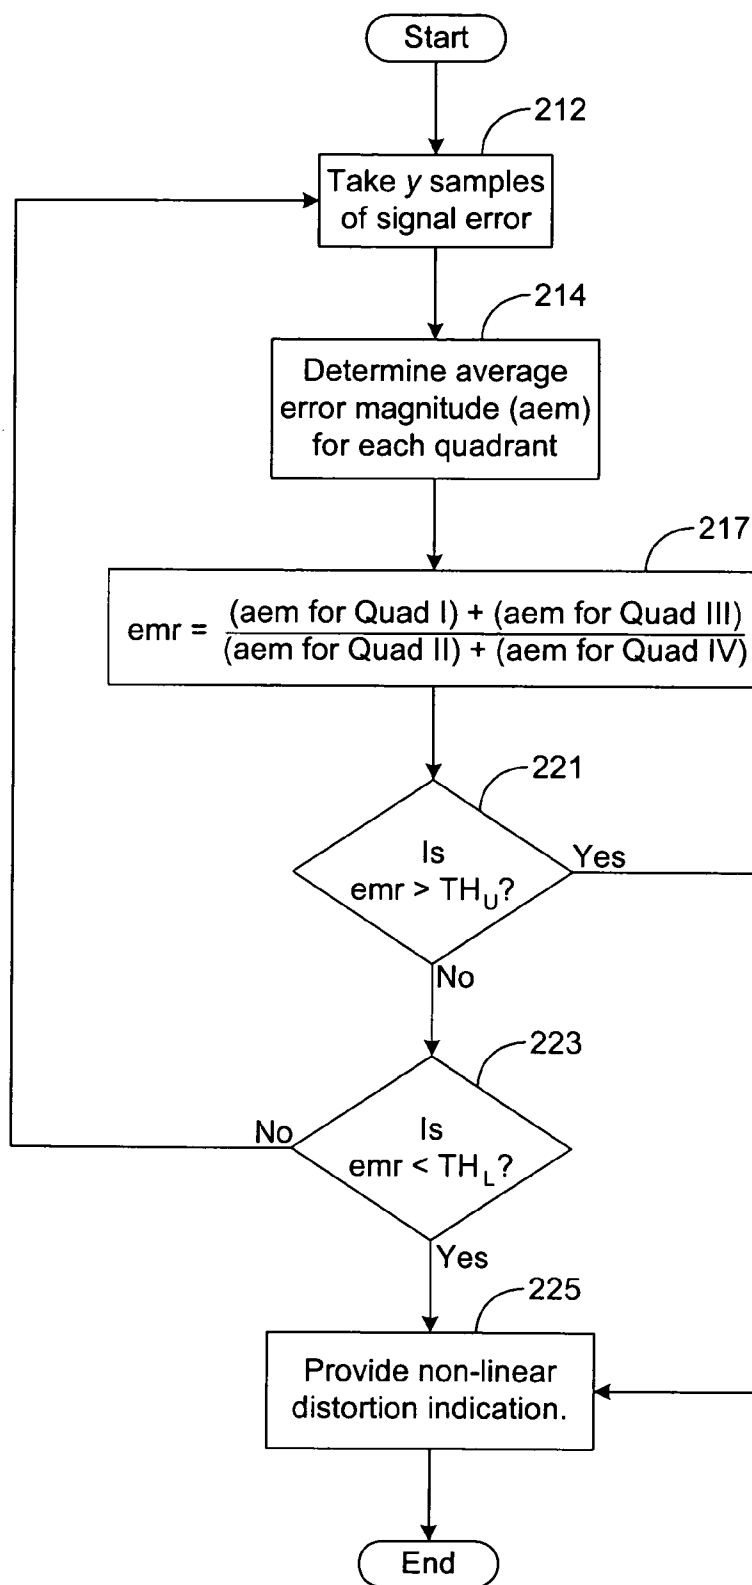 Start
212
Take y samples
of signal error
214
Determine average
error magnitude (aem)
for each quadrant
217
emr = (aem for Quad I) + (aem for Quad III)
(aem for Quad II) + (aem for Quad IV)
221
Is
emr > TH_U?
Yes
No
223
Is
emr < TH_L?
No
Yes
225
Provide non-linear
distortion indication.
End